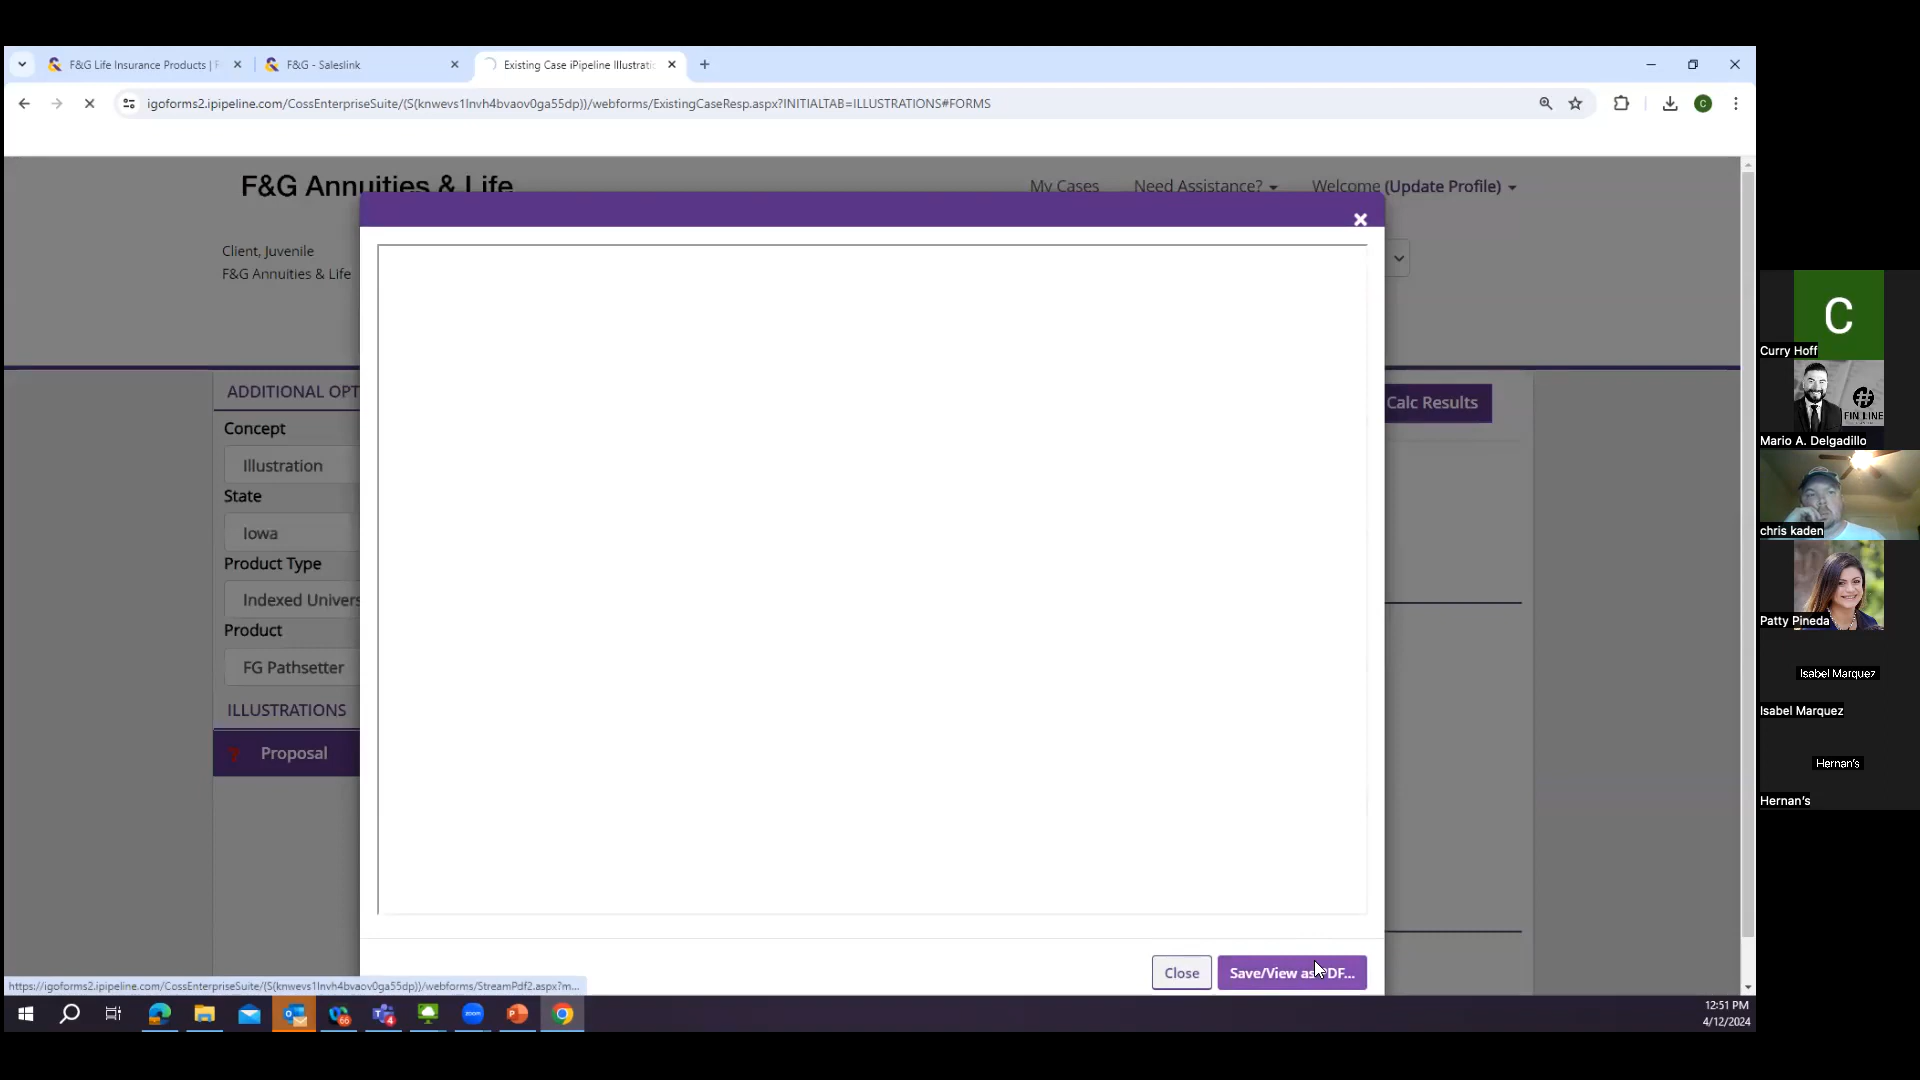 F&G Life Insurance Products | F
F&G - Saleslink
Existing Case iPipeline Illustratic
igoforms2.ipipeline.com/CossEnterpriseSuite/(S(knwevs1lnvh4bvaov0ga55dp))/webforms/ExistingCaseResp.aspx?INITIALTAB=ILLUSTRATIONS#FORMS
C
F&G Annuities & Life
My Cases
Need Assistance?
Welcome (Update Profile)
Client, Juvenile
F&G Annuities & Life
ADDITIONAL OPT
Calc Results
Concept
Illustration
State
Iowa
Product Type
Indexed Univers
Product
FG Pathsetter
ILLUSTRATIONS
Proposal
Close
Save/View as PDF...
https://igoforms2.ipipeline.com/CossEnterpriseSuite/(S(knwevs1lnvh4bvaov0ga55dp))/webforms/StreamPdf2.aspx?m...
66
4
12:51 PM
4/12/2024
C
Curry Hoff
FIN LINE
Mario A. Delgadillo
chris kaden
Patty Pineda
Isabel Marquez
Isabel Marquez
Hernan's
Hernan's